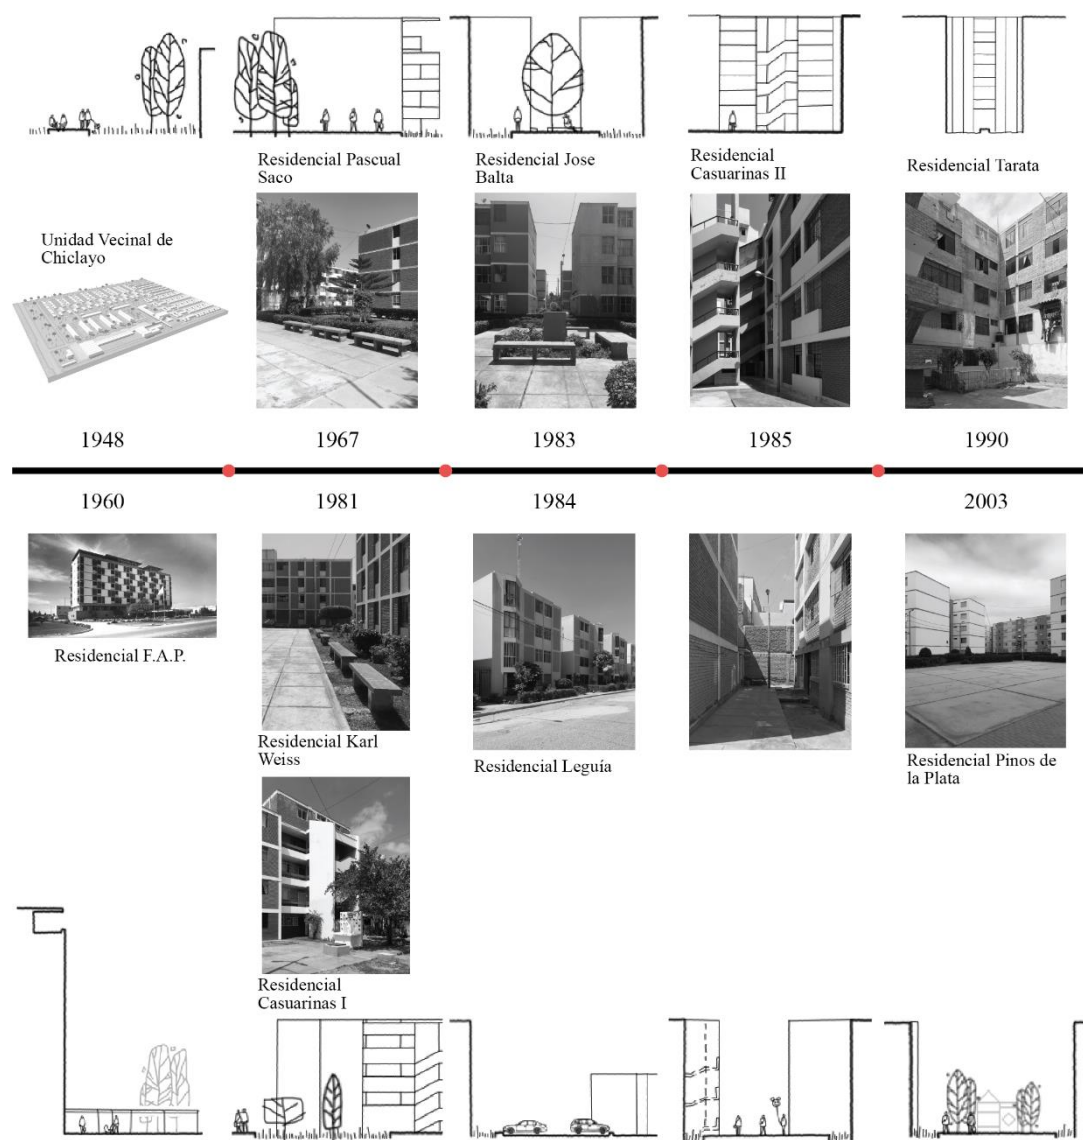 Residencial Pascual
Saco
Residencial Jose
Balta
Residencial
Casuarinas II
Residencial Tarata
Unidad Vecinal de
Chiclayo
1948
1967
1983
1985
1990
1960
1981
1984
2003
Residencial F.A.P.
Residencial Karl
Weiss
Residencial Leguía
Residencial Pinos de
la Plata
Residencial
Casuarinas I